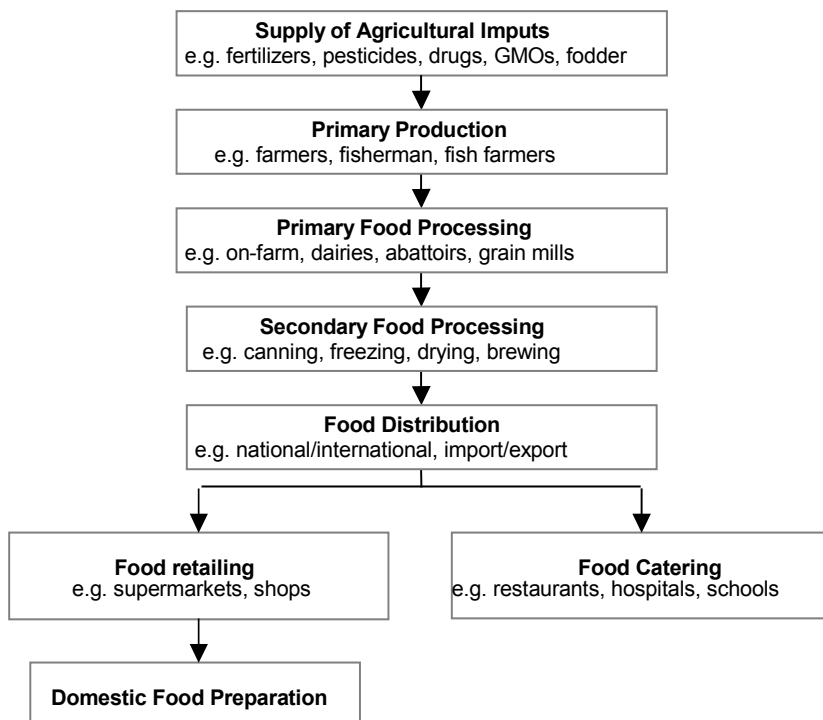 Supply of Agricultural Imputs
e.g. fertilizers, pesticides, drugs, GMOs, fodder
Primary Production
e.g. farmers, fisherman, fish farmers
Primary Food Processing
e.g. on-farm, dairies, abattoirs, grain mills
Secondary Food Processing
e.g. canning, freezing, drying, brewing
Food Distribution
e.g. national/international, import/export
Food retailing
e.g. supermarkets, shops
Food Catering
e.g. restaurants, hospitals, schools
Domestic Food Preparation